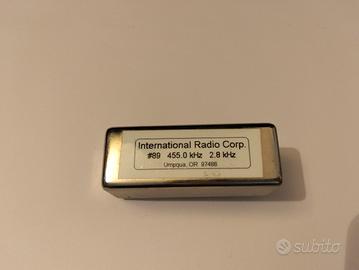 International Radio Corp.
#89 455.0 kHz 2.8 kHz
Umpqua, OR 97486
subito